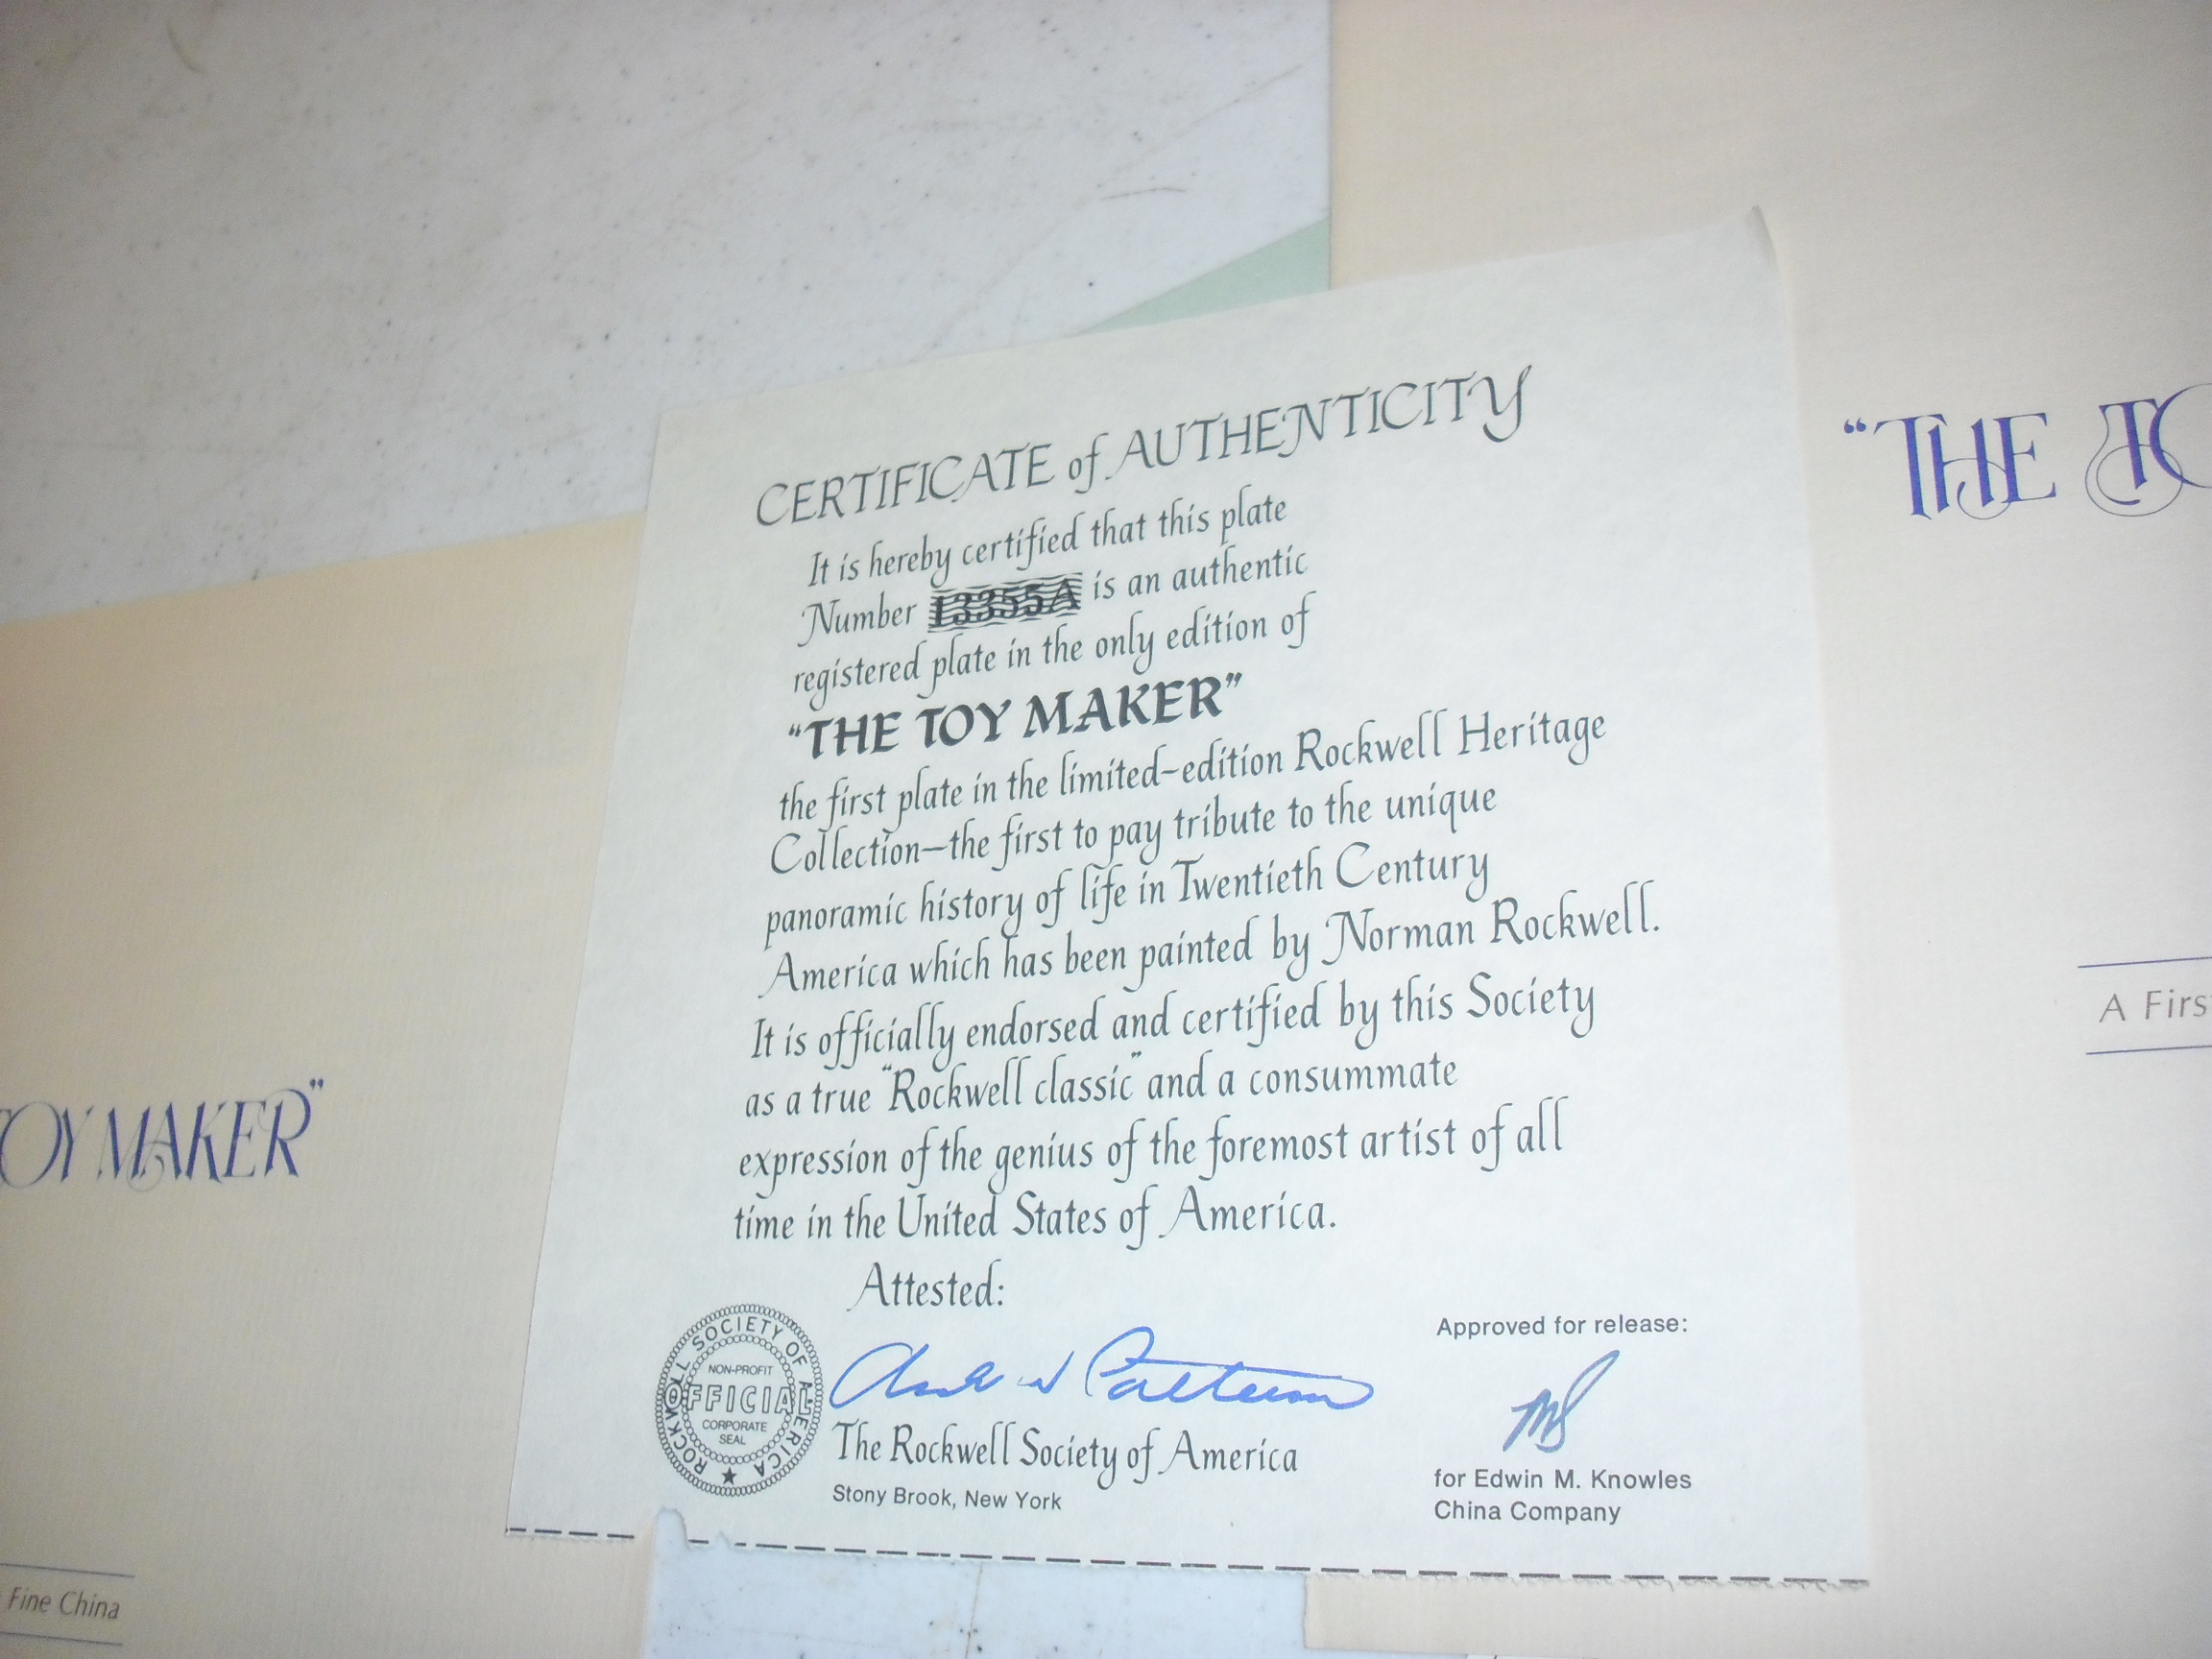 CERTIFICATE of AUTHENTICITY
It is hereby certified that this plate
Number 13355A is an authentic
registered plate in the only edition of
“THE TOY MAKER”
the first plate in the limited-edition Rockwell Heritage
Collection—the first to pay tribute to the unique
panoramic history of life in Twentieth Century
America which has been painted by Norman Rockwell.
It is officially endorsed and certified by this Society
as a true “Rockwell classic” and a consummate
expression of the genius of the foremost artist of all
time in the United States of America.
Attested:
ROCKWELL SOCIETY OF AMERICA
NON-PROFIT
OFFICIAL
CORPORATE
SEAL
The Rockwell Society of America
Stony Brook, New York
Approved for release:
for Edwin M. Knowles
China Company
OY MAKER”
Fine China
“THE TO
A Firs